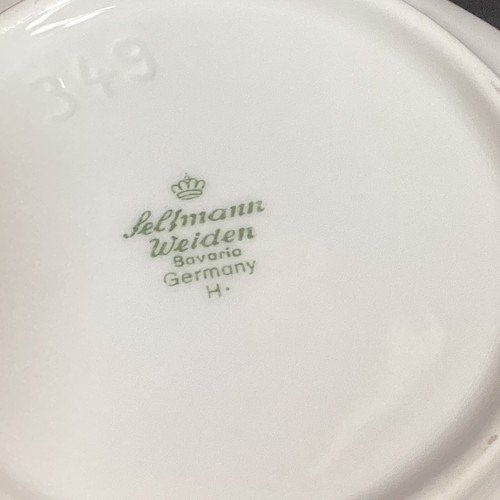 349
Seltmann
Weiden
Bavaria
Germany
H.